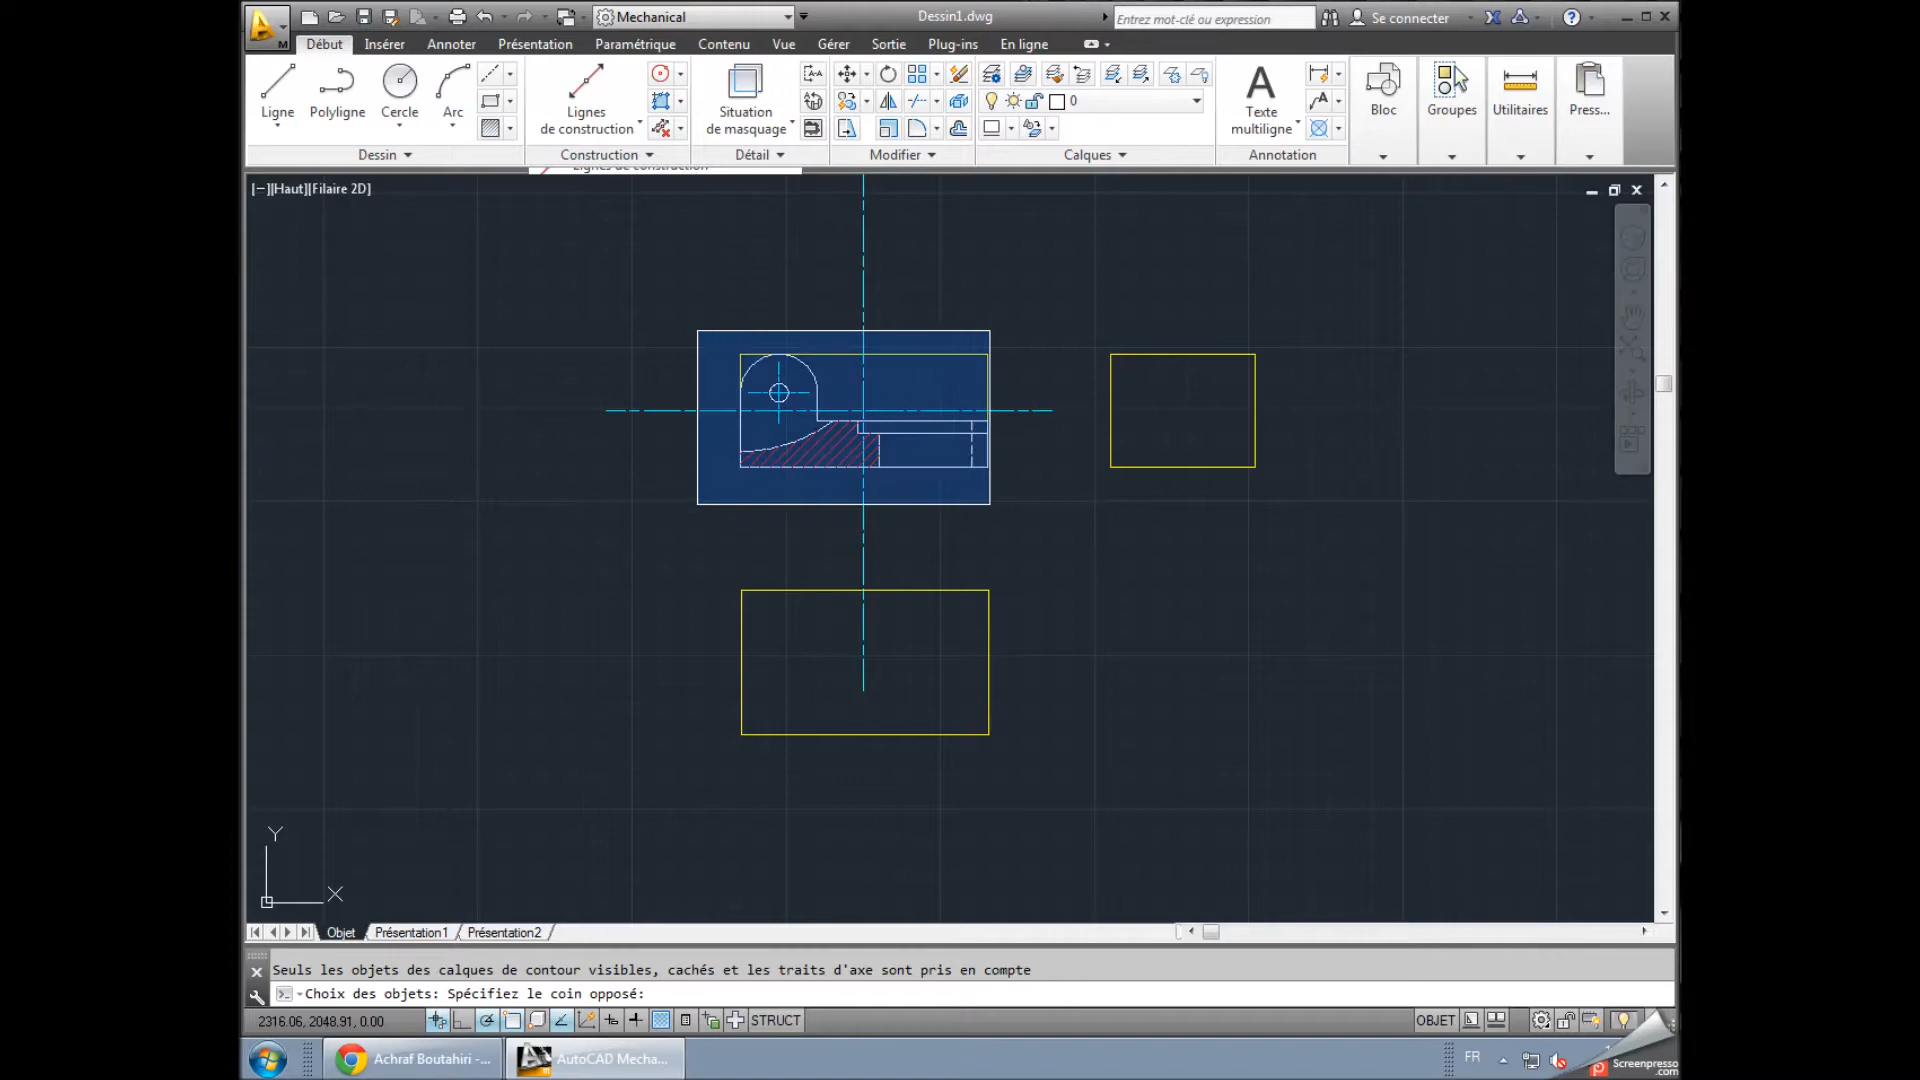 Mechanical
Dessin1.dwg
Entrez mot-clé ou expression
Se connecter
M
Début
Insérer
Annoter
Présentation
Paramétrique
Contenu
Vue
Gérer
Sortie
Plug-ins
En ligne
Ligne
Polyligne
Cercle
Arc
Lignes
de construction
Situation
de masquage
0
Texte
multiligne
Bloc
Groupes
Utilitaires
Press...
Dessin
Construction
Détail
Modifier
Calques
Annotation
Lignes de construction
[−][Haut][Filaire 2D]
Y
X
Objet
Présentation1
Présentation2
Seuls les objets des calques de contour visibles, cachés et les traits d'axe sont pris en compte
Choix des objets: Spécifiez le coin opposé:
2316.06, 2048.91, 0.00
STRUCT
OBJET
Achraf Boutahiri -...
AutoCAD Mecha...
FR
Screenpresso
.com